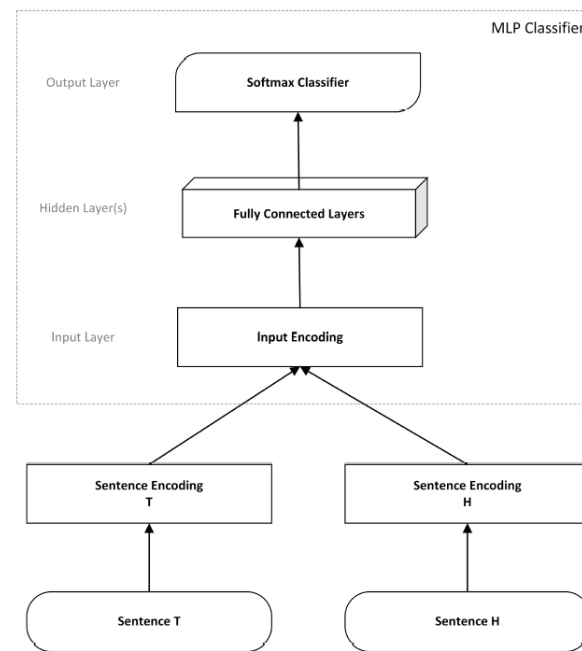 MLP Classifier
Output Layer
Softmax Classifier
Hidden Layer(s)
Fully Connected Layers
Input Layer
Input Encoding
Sentence Encoding
T
Sentence Encoding
H
Sentence T
Sentence H